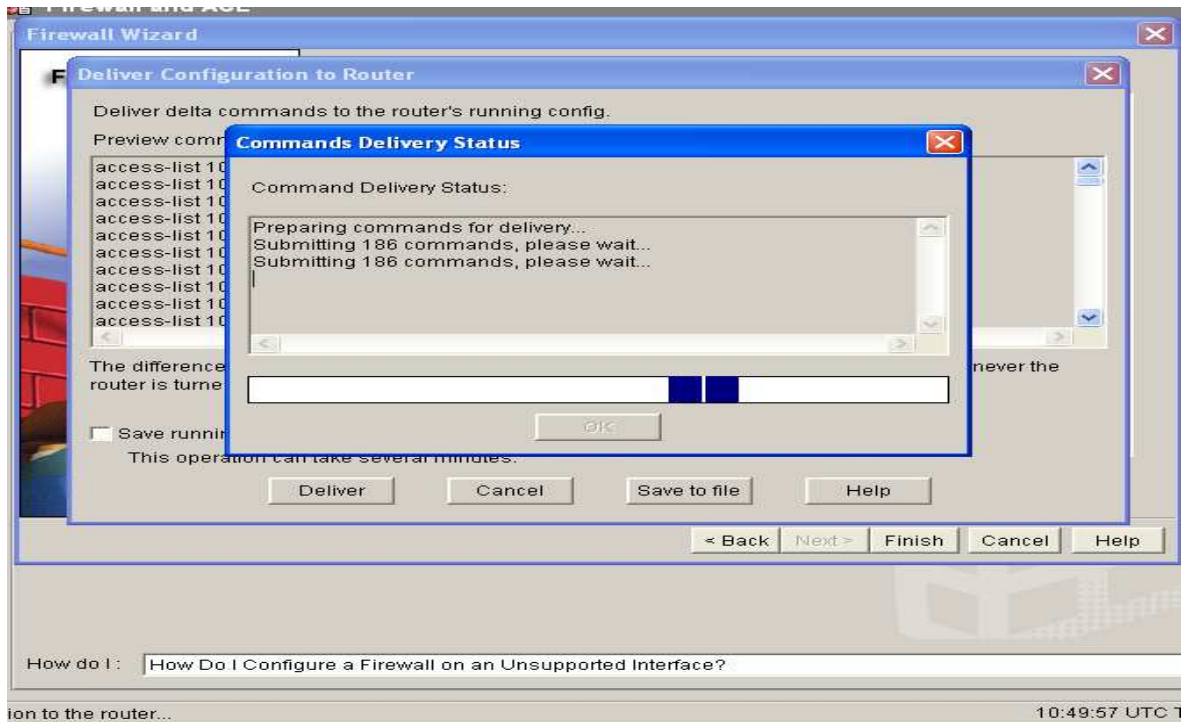 Firewall and ACL
Firewall Wizard
F
Deliver Configuration to Router
Deliver delta commands to the router's running config.
Preview comm
Commands Delivery Status
access-list 10
access-list 10
access-list 10
access-list 10
access-list 10
access-list 10
access-list 10
access-list 10
access-list 10
access-list 10
Command Delivery Status:
Preparing commands for delivery...
Submitting 186 commands, please wait...
Submitting 186 commands, please wait...
The difference
never the
router is turne
OK
Save runnin
This operation can take several minutes.
Deliver Cancel Save to file Help
< Back Next > Finish Cancel Help
How do I : How Do I Configure a Firewall on an Unsupported Interface?
ion to the router... 10:49:57 UTC T